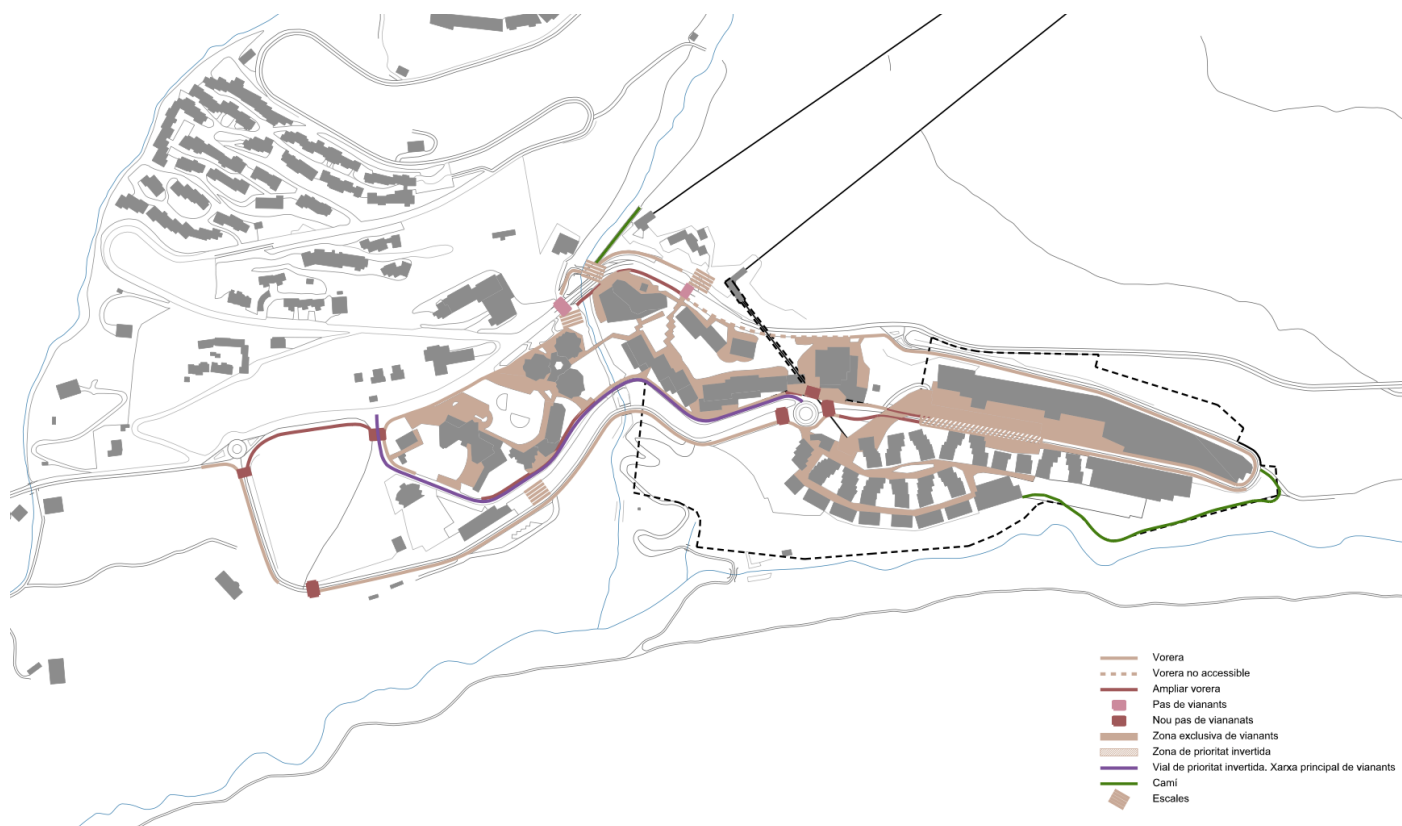 Vorera
Vorera no accessible
Ampliar vorera
Pas de vianants
Nou pas de viananats
Zona exclusiva de vianants
Zona de prioritat invertida
Vial de prioritat invertida. Xarxa principal de vianants
Camí
Escales